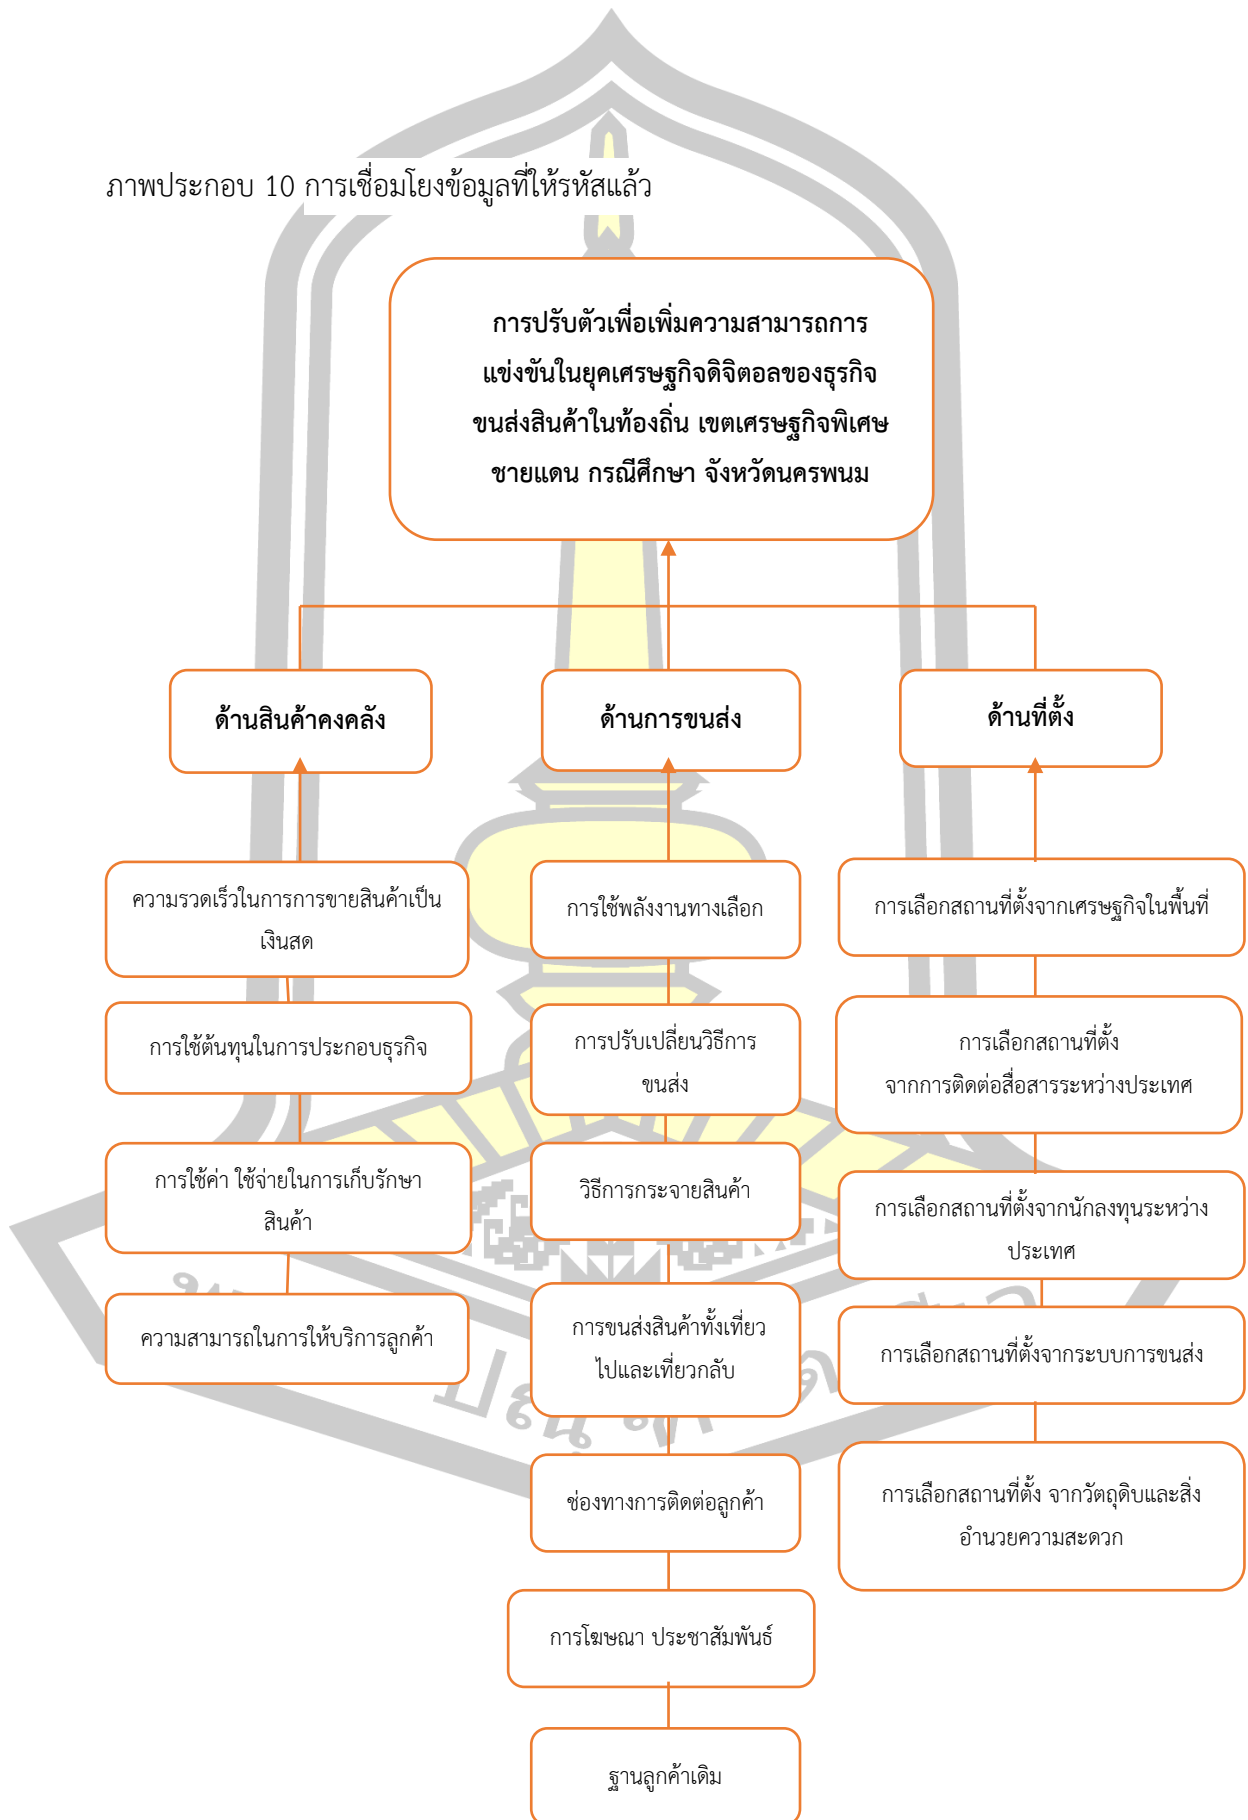 ภาพประกอบ 10 การเชื่อมโยงข้อมูลที่ให้รหัสแล้ว
การปรับตัวเพื่อเพิ่มความสามารถการ
แข่งขันในยุคเศรษฐกิจดิจิตอลของธุรกิจ
ขนส่งสินค้าในท้องถิ่น เขตเศรษฐกิจพิเศษ
ชายแดน กรณีศึกษา จังหวัดนครพนม
ด้านสินค้าคงคลัง
ความรวดเร็วในการการขายสินค้าเป็น
เงินสด
การใช้ต้นทุนในการประกอบธุรกิจ
การใช้ค่า ใช้จ่ายในการเก็บรักษา
สินค้า
ความสามารถในการให้บริการลูกค้า
ด้านการขนส่ง
การใช้พลังงานทางเลือก
การปรับเปลี่ยนวิธีการ
ขนส่ง
วิธีการกระจายสินค้า
การขนส่งสินค้าทั้งเที่ยว
ไปและเที่ยวกลับ
ช่องทางการติดต่อลูกค้า
การโฆษณา ประชาสัมพันธ์
ฐานลูกค้าเดิม
ด้านที่ตั้ง
การเลือกสถานที่ตั้งจากเศรษฐกิจในพื้นที่
การเลือกสถานที่ตั้ง
จากการติดต่อสื่อสารระหว่างประเทศ
การเลือกสถานที่ตั้งจากนักลงทุนระหว่าง
ประเทศ
การเลือกสถานที่ตั้งจากระบบการขนส่ง
การเลือกสถานที่ตั้ง จากวัตถุดิบและสิ่ง
อำนวยความสะดวก